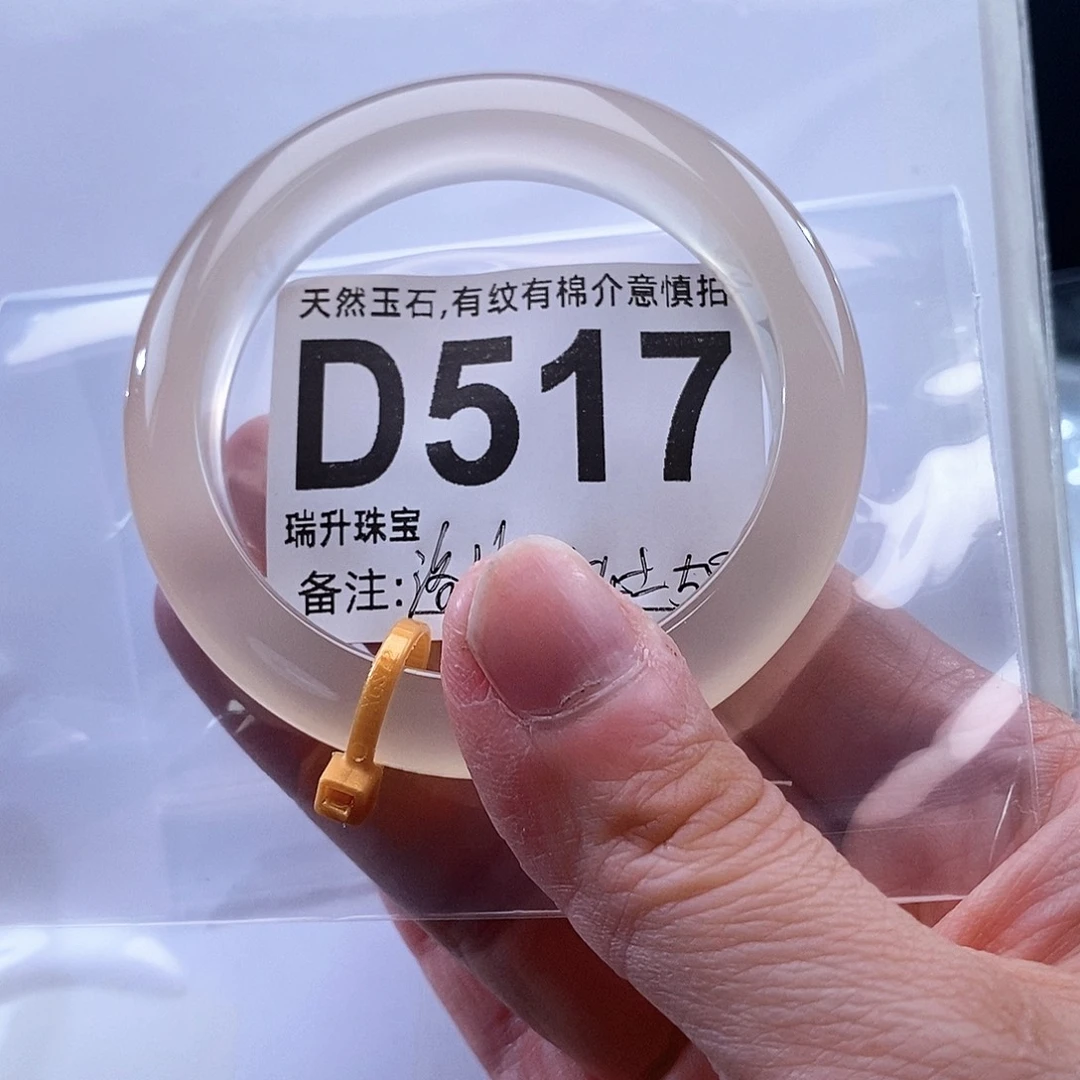 天然玉石,有纹有棉介意慎拍
D517
瑞升珠宝
备注: